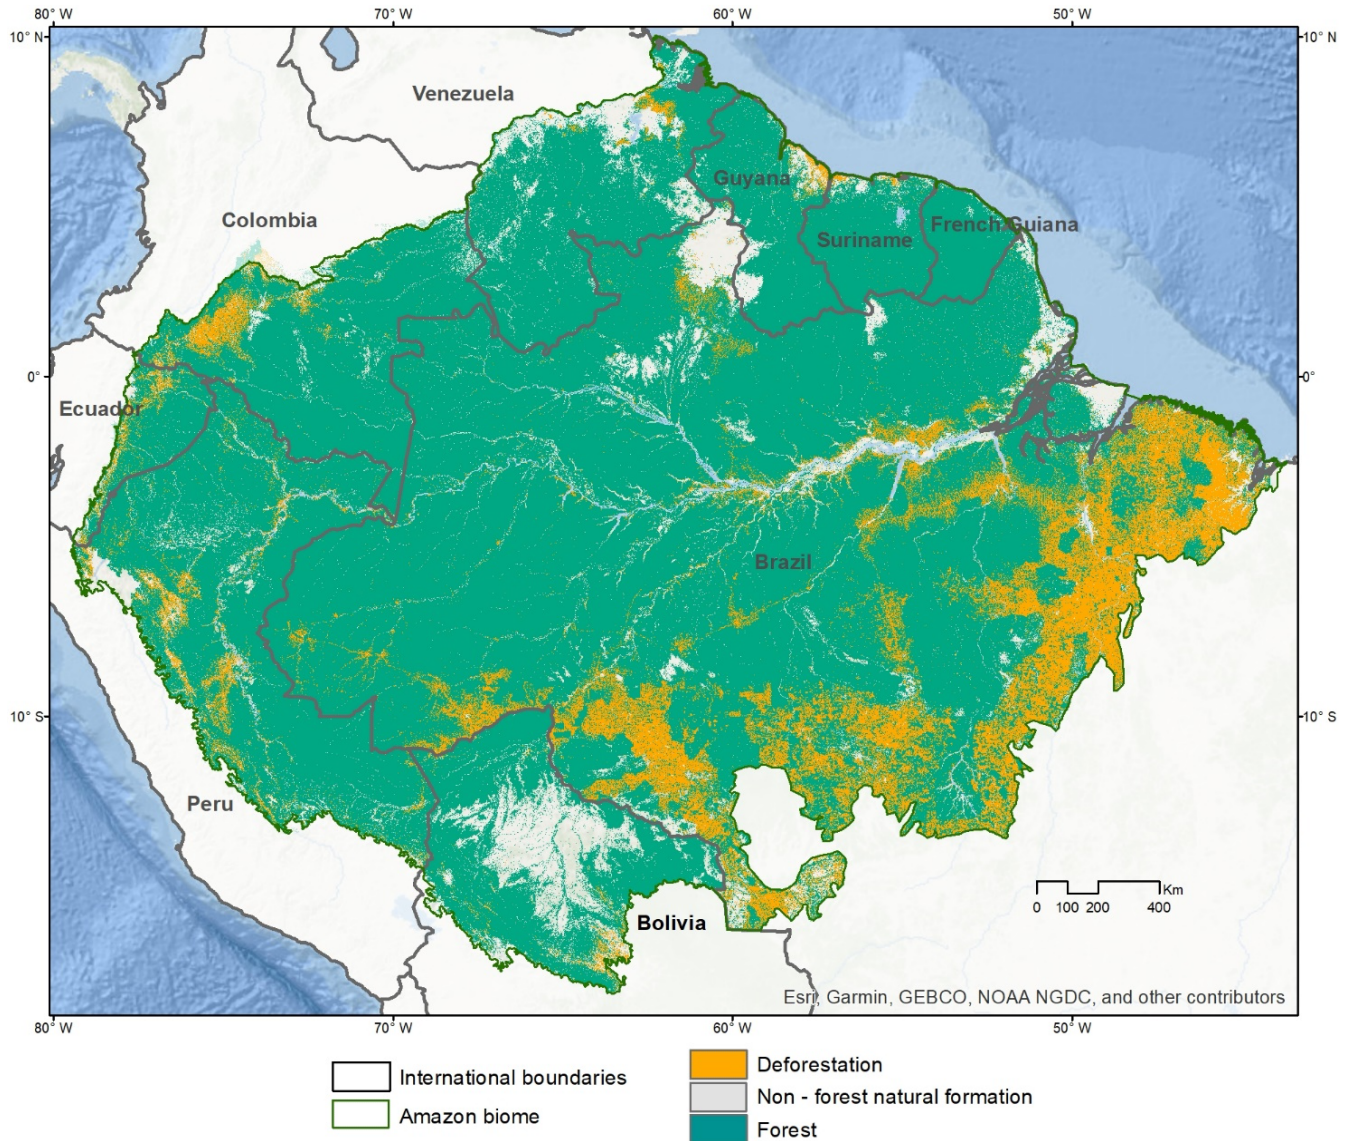 80° W 70° W 60° W 50° W
10° N 10° N
Venezuela
Guyana
Colombia
French Guiana
Suriname
0° 0°
Ecuador
Brazil
10° S 10° S
Peru
Km
0 100 200 400
Bolivia
Esri, Garmin, GEBCO, NOAA NGDC, and other contributors
80° W 70° W 60° W 50° W
International boundaries
Amazon biome
Deforestation
Non - forest natural formation
Forest